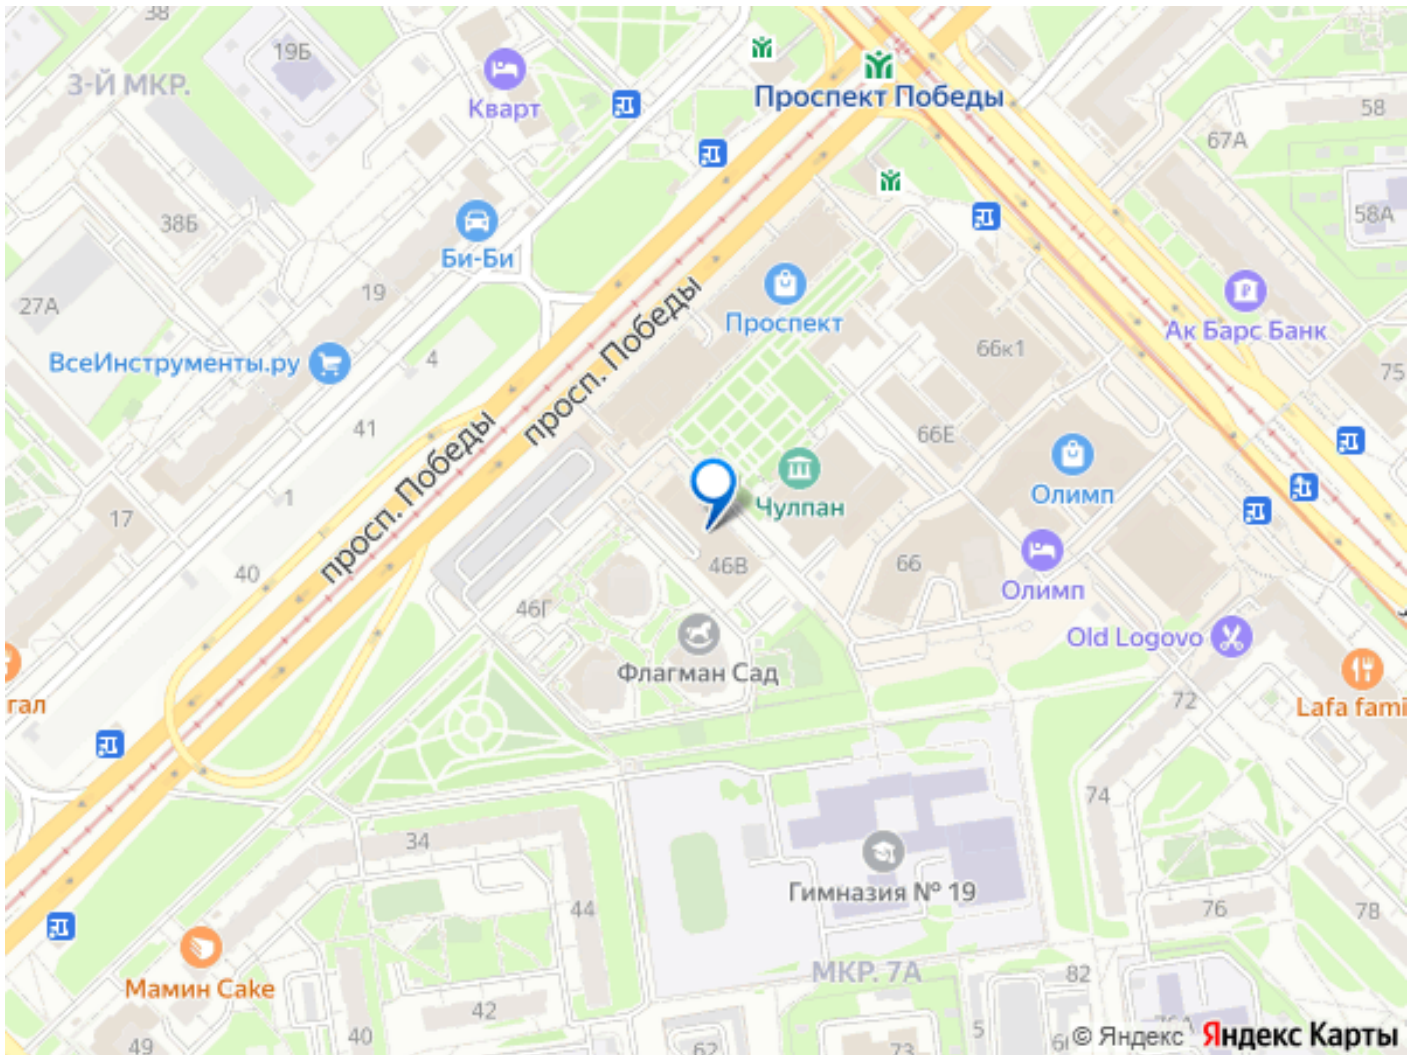 38
19Б
3-Й МКР.
Кварт
Проспект Победы
58
67А
38Б
58А
Би-Би
27А
19
Проспект
Ак Барс Банк
просп. Победы
ВсеИнструменты.ру
4
66к1
75
41
просп. Победы
66Е
1
Чулпан
Олимп
17
40
46В
66
46Г
Олимп
Old Logovo
Флагман Сад
гал
72
Lafa fami
74
34
Гимназия № 19
44
76
78
МКР. 7А
82
Мамин Cake
42
40
49
62
73
5
© Яндекс
Яндекс Карты